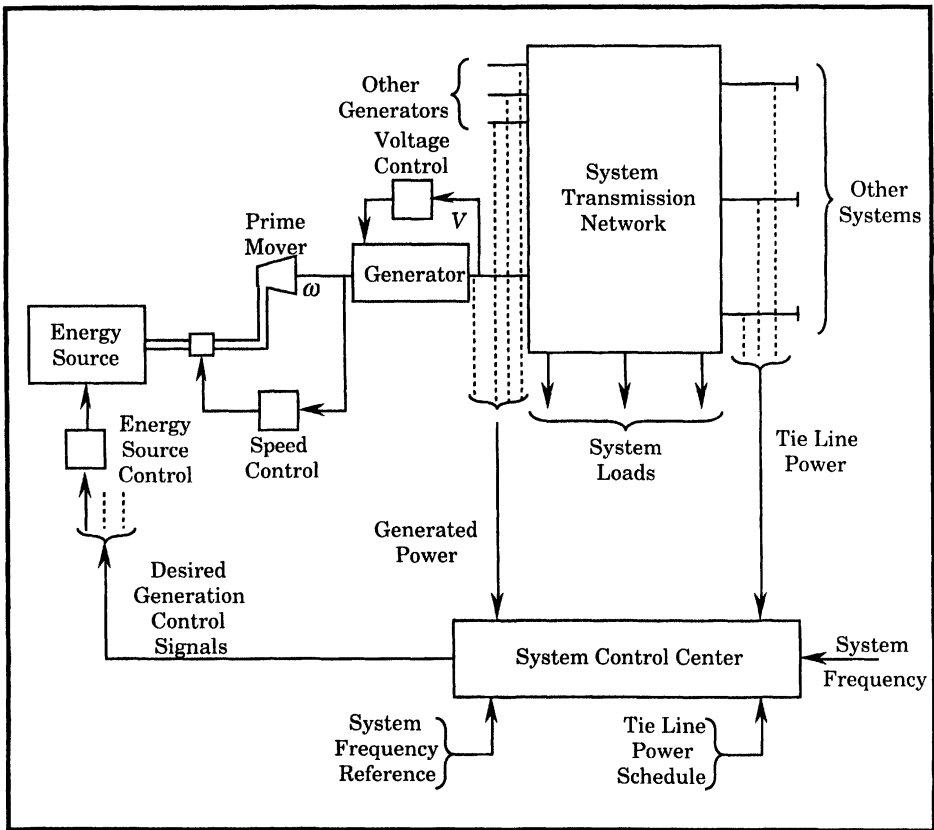 Other
Generators
Voltage
Control
V
System
Transmission
Network
Other
Systems
Prime
Mover
ω
Generator
Energy
Source
Energy
Source
Control
Speed
Control
System
Loads
Tie Line
Power
Generated
Power
Desired
Generation
Control
Signals
System Control Center
System
Frequency
System
Frequency
Reference
Tie Line
Power
Schedule